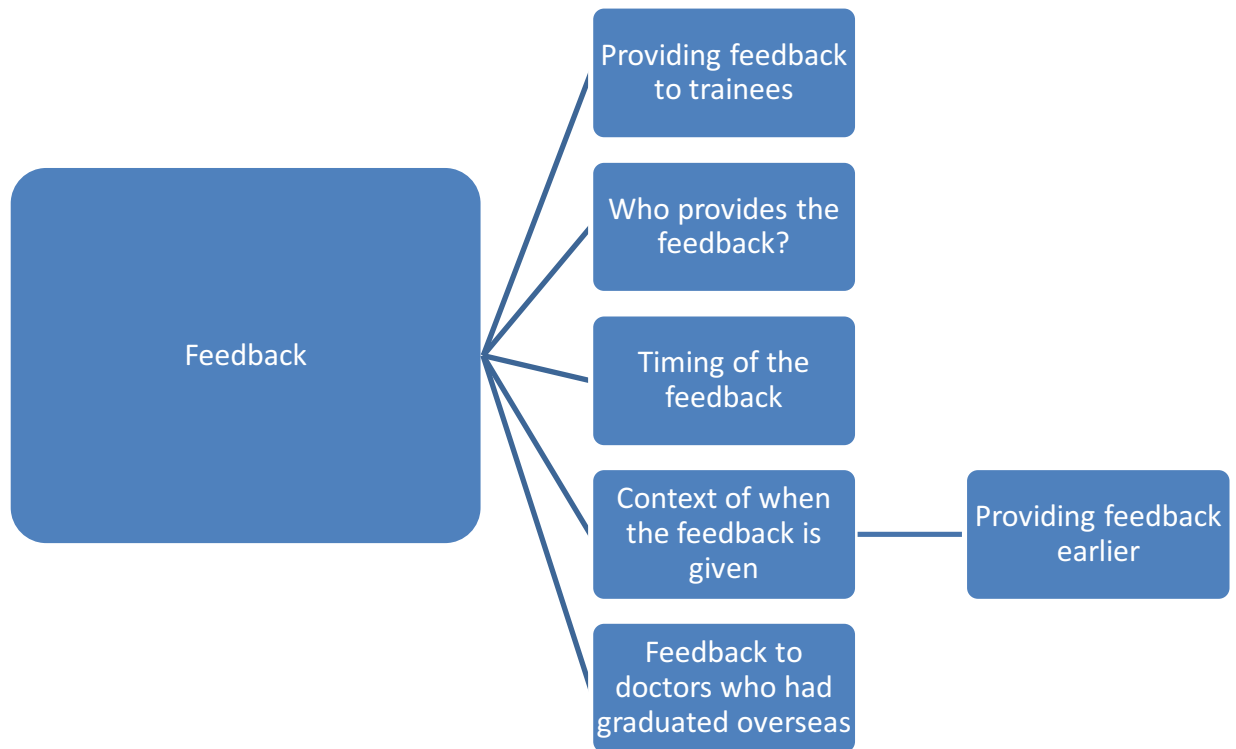 Feedback
Providing feedback
to trainees
Who provides the
feedback?
Timing of the
feedback
Context of when
the feedback is
given
Providing feedback
earlier
Feedback to
doctors who had
graduated overseas